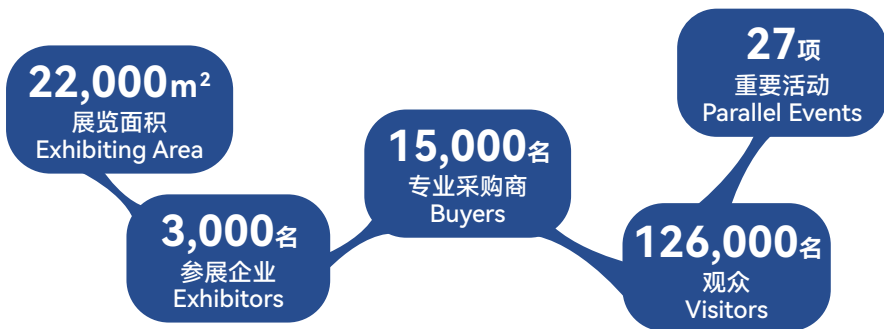 22,000m²
展览面积
Exhibiting Area
3,000名
参展企业
Exhibitors
15,000名
专业采购商
Buyers
126,000名
观众
Visitors
27项
重要活动
Parallel Events